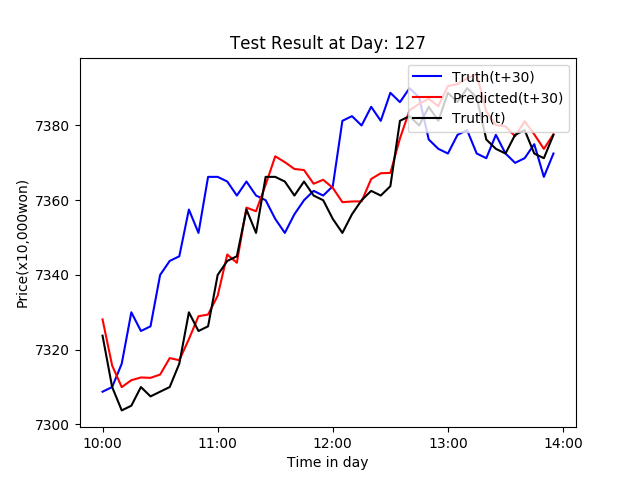 Test Result at Day: 127
Truth(t+30)
Predicted(t+30)
Truth(t)
Price(x10,000won)
7380
7360
7340
7320
7300
10:00 11:00 12:00 13:00 14:00
Time in day